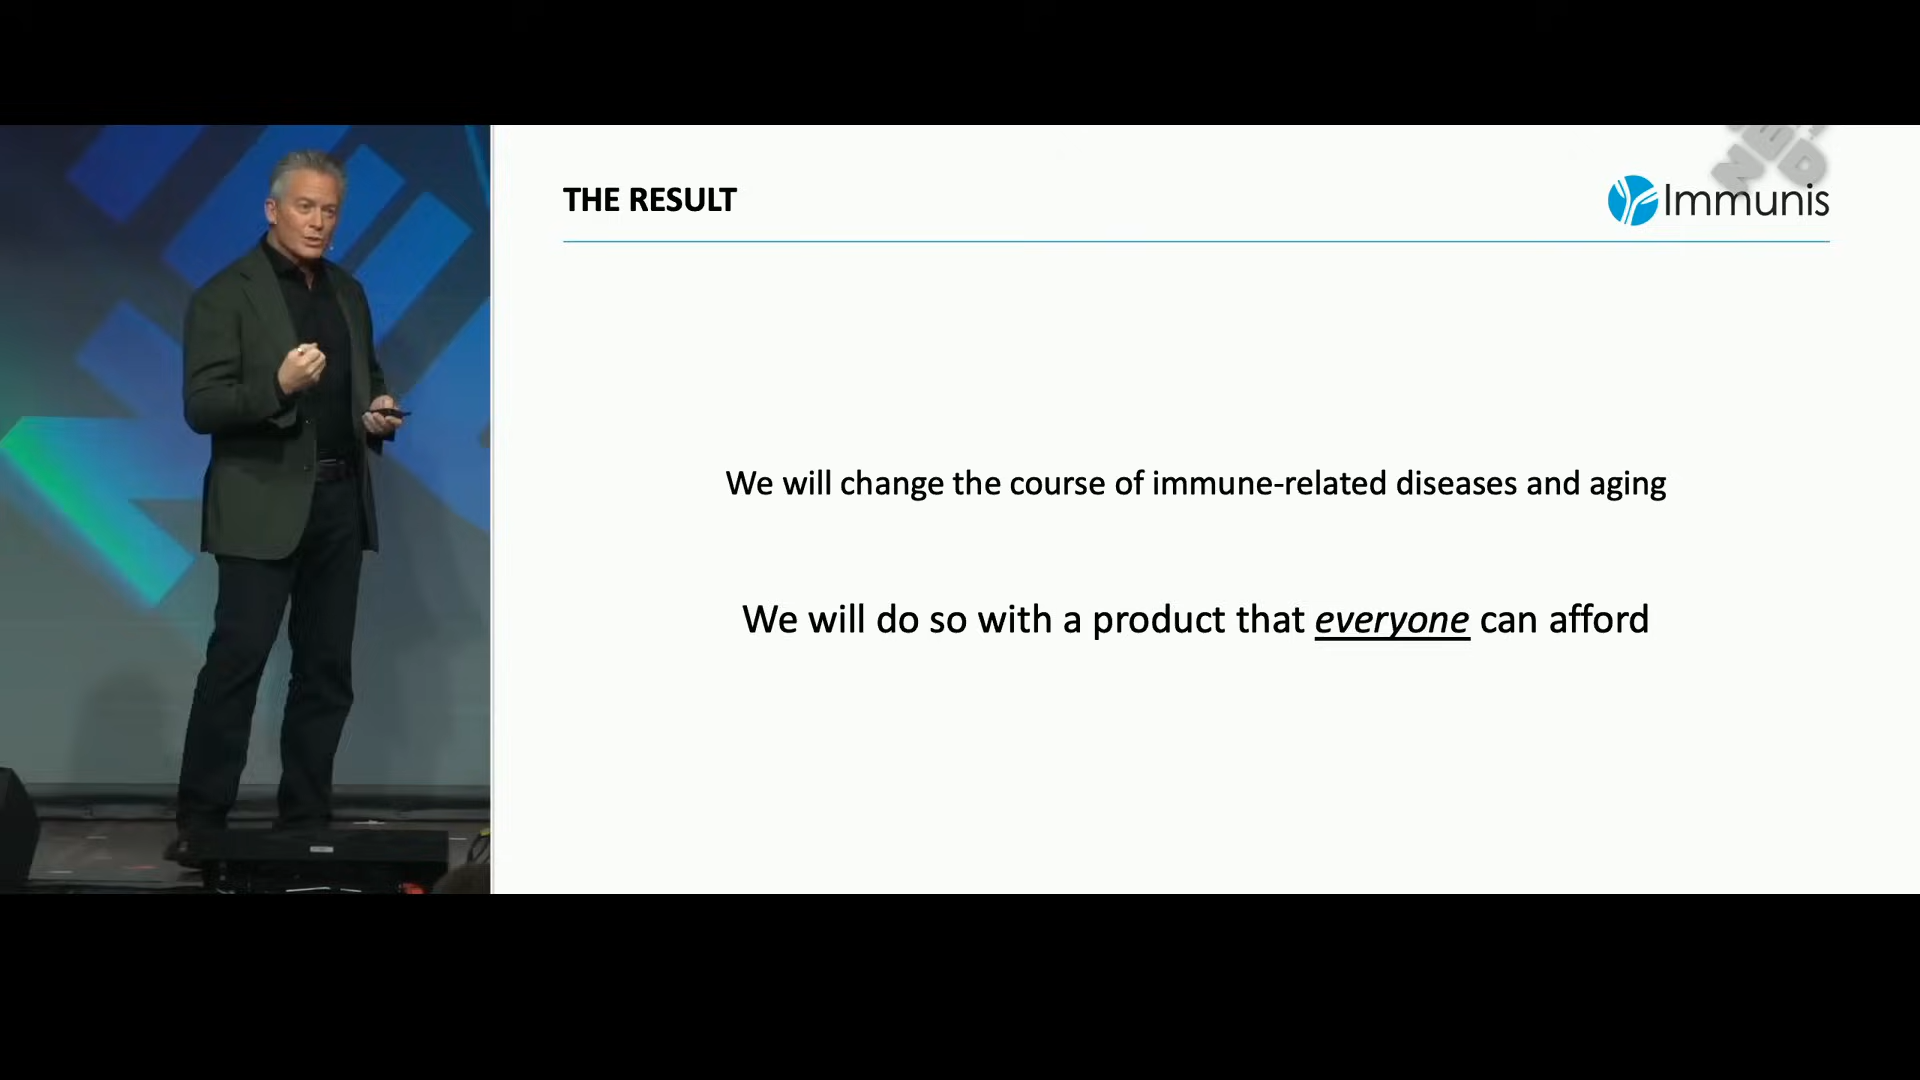 THE RESULT
Immunis
We will change the course of immune-related diseases and aging
We will do so with a product that everyone can afford